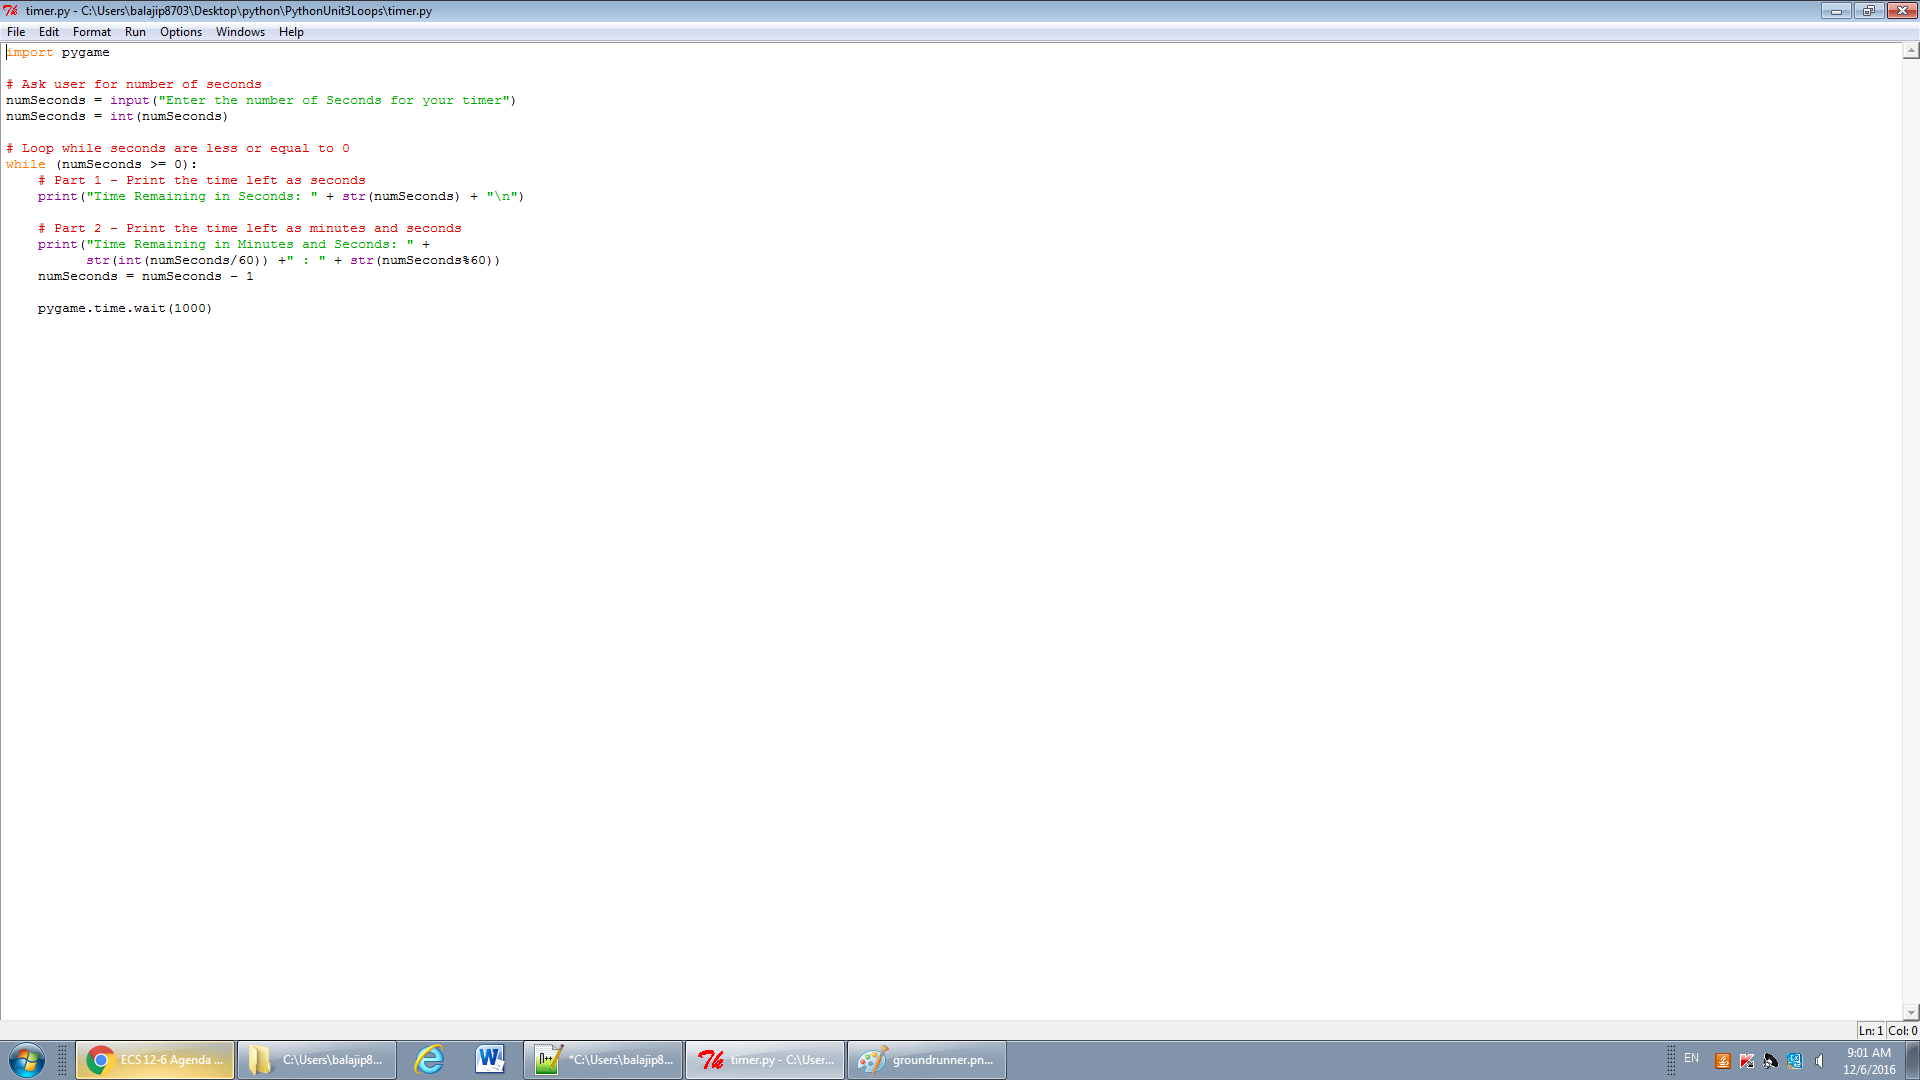 timer.py - C:\Users\balajip8703\Desktop\python\PythonUnit3Loops\timer.py
File Edit Format Run Options Windows Help
import pygame
# Ask user for number of seconds
numSeconds = input("Enter the number of Seconds for your timer")
numSeconds = int(numSeconds)
# Loop while seconds are less or equal to 0
while (numSeconds >= 0):
    # Part 1 - Print the time left as seconds
    print("Time Remaining in Seconds: " + str(numSeconds) + "\n")
    # Part 2 - Print the time left as minutes and seconds
    print("Time Remaining in Minutes and Seconds: " +
          str(int(numSeconds/60)) +" : " + str(numSeconds%60))
    numSeconds = numSeconds - 1
    pygame.time.wait(1000)
Ln: 1 Col: 0
ECS 12-6 Agenda ... C:\Users\balajip8... *C:\Users\balajip8... timer.py - C:\User... groundrunner.pn... EN 9:01 AM
12/6/2016